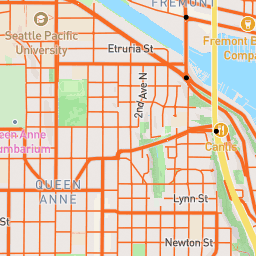 FREMONT
Seattle Pacific
University
Etruria St
Fremont B
Compa
2nd Ave N
een Anne
umbarium
Canlis
QUEEN
ANNE
Lynn St
St
Newton St